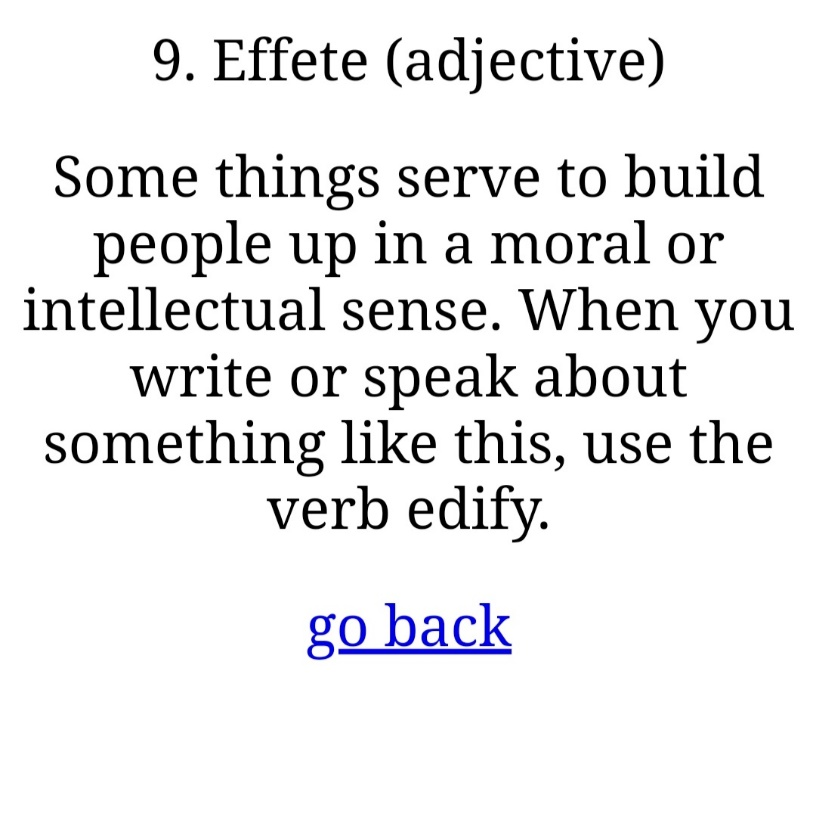 9. Effete (adjective)
Some things serve to build
people up in a moral or
intellectual sense. When you
write or speak about
something like this, use the
verb edify.
go back